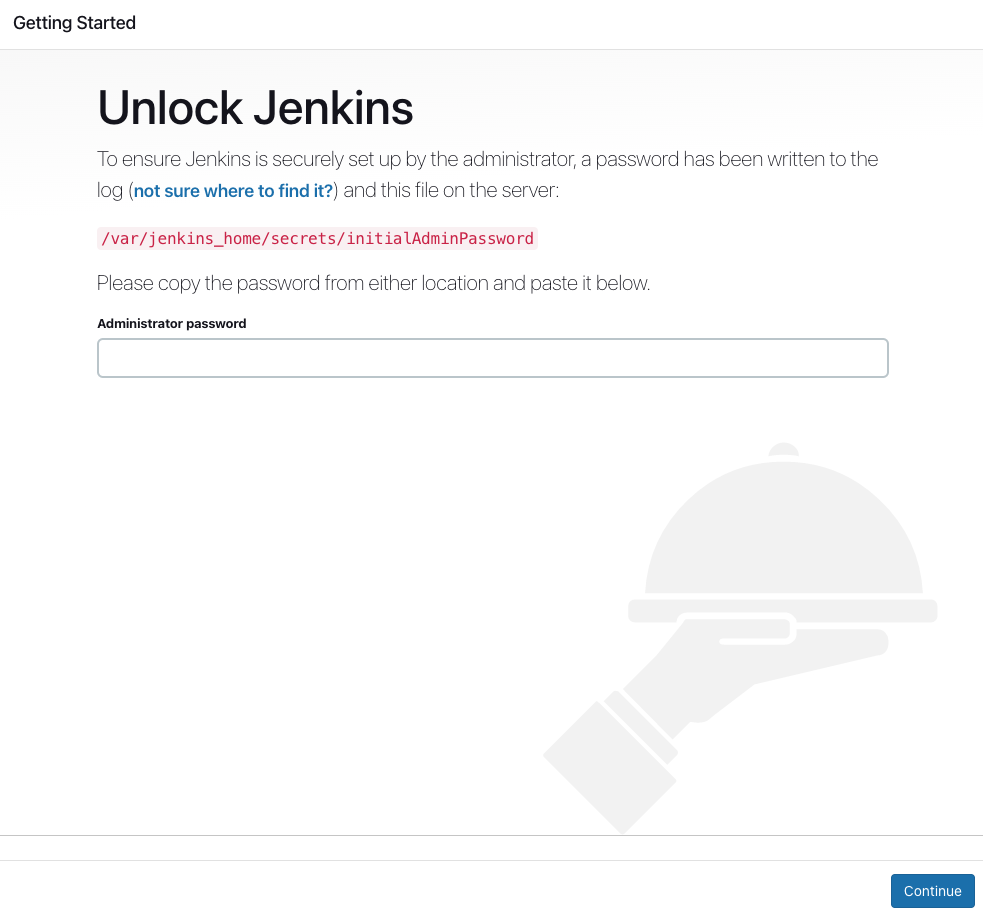 Getting Started
Unlock Jenkins
To ensure Jenkins is securely set up by the administrator, a password has been written to the
log (not sure where to find it?) and this file on the server:
/var/jenkins_home/secrets/initialAdminPassword
Please copy the password from either location and paste it below.
Administrator password
Continue